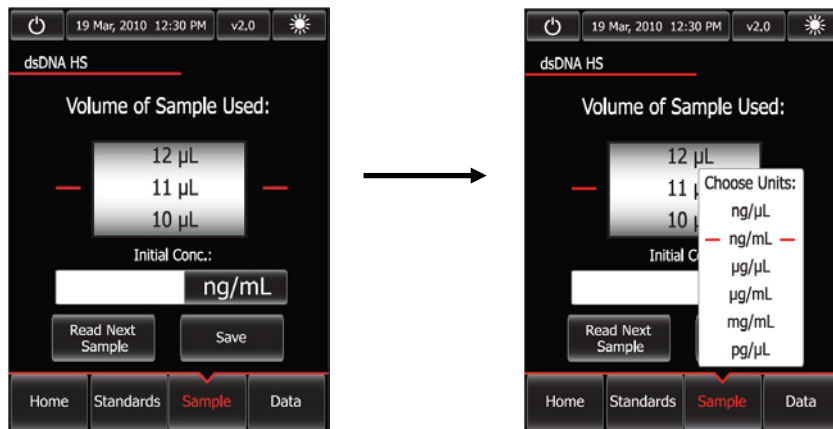 19 Mar, 2010 12:30 PM v2.0
dsDNA HS
Volume of Sample Used:
12 µL
11 µL
10 µL
Initial Conc.:
ng/mL
Read Next
Sample
Save
Home Standards Sample Data
19 Mar, 2010 12:30 PM v2.0
dsDNA HS
Volume of Sample Used:
12 µL
11
10
Choose Units:
ng/µL
ng/mL
µg/µL
µg/mL
mg/mL
pg/µL
Initial
Read Next
Sample
Home Standards Sample Data